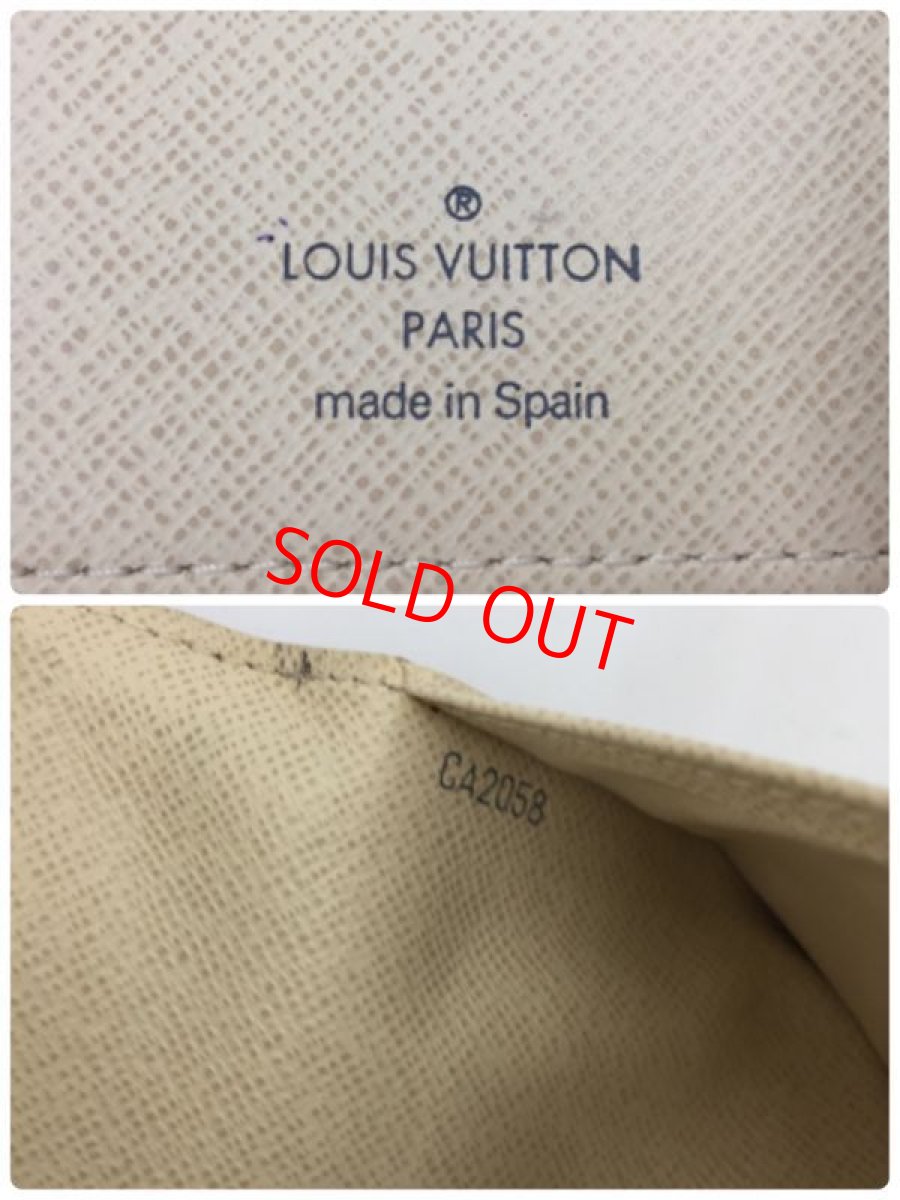 ®
LOUIS VUITTON
PARIS
made in Spain
SOLD OUT
CA2058